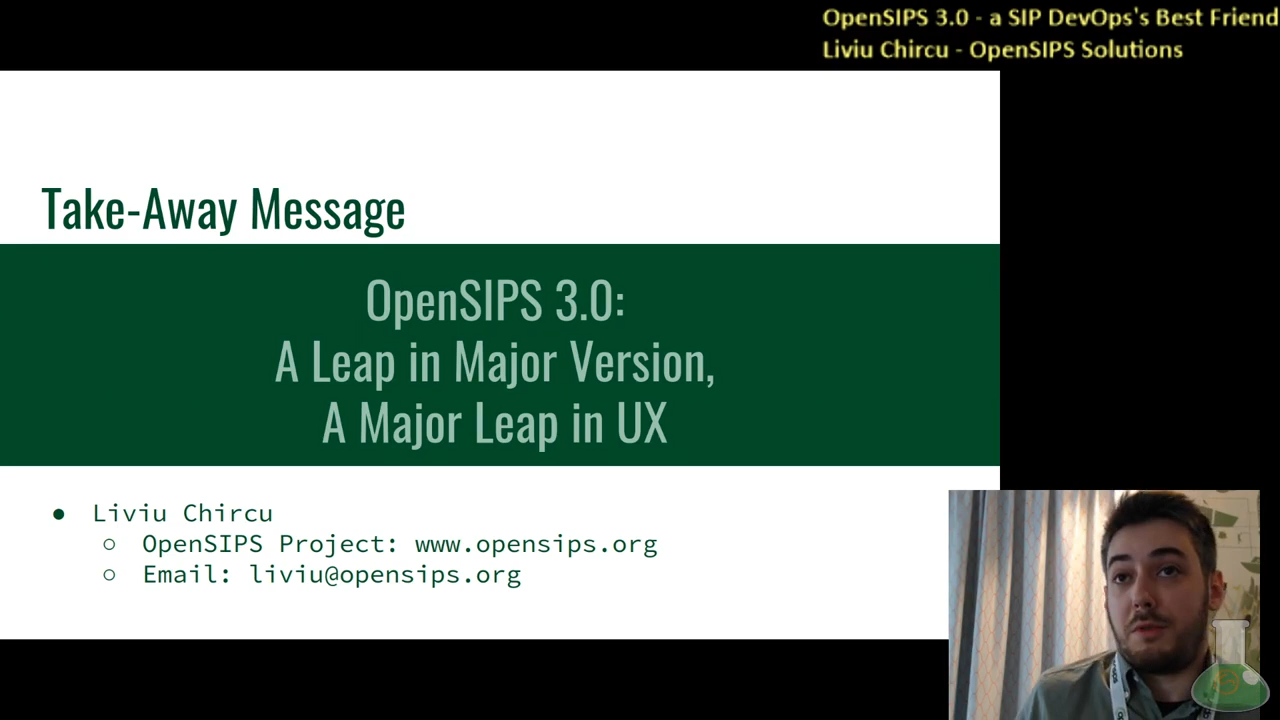 OpenSIPS 3.0 - a SIP DevOps's Best Friend
Liviu Chircu - OpenSIPS Solutions
Take-Away Message
OpenSIPS 3.0:
A Leap in Major Version,
A Major Leap in UX
● Liviu Chircu
○ OpenSIPS Project: www.opensips.org
○ Email: liviu@opensips.org